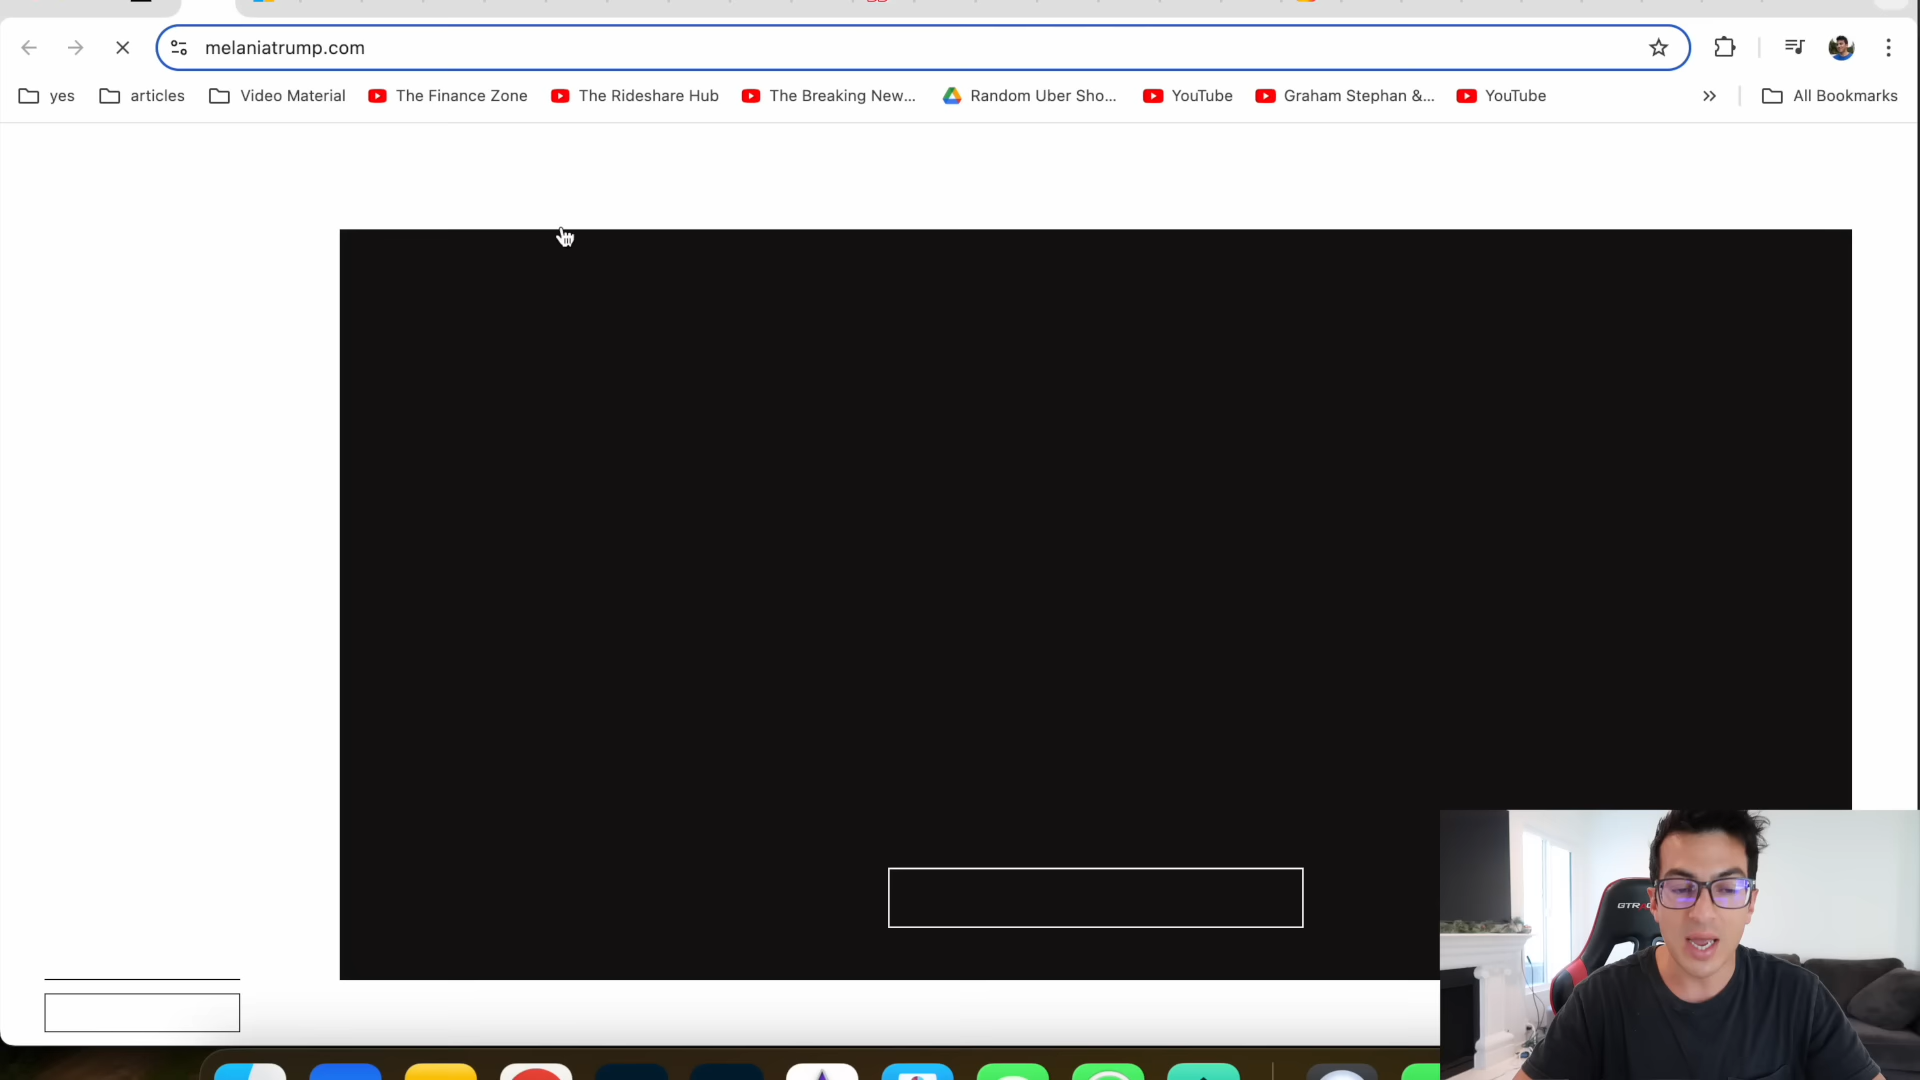 melaniatrump.com
yes articles Video Material The Finance Zone The Rideshare Hub The Breaking New... Random Uber Sho... YouTube Graham Stephan &... YouTube All Bookmarks